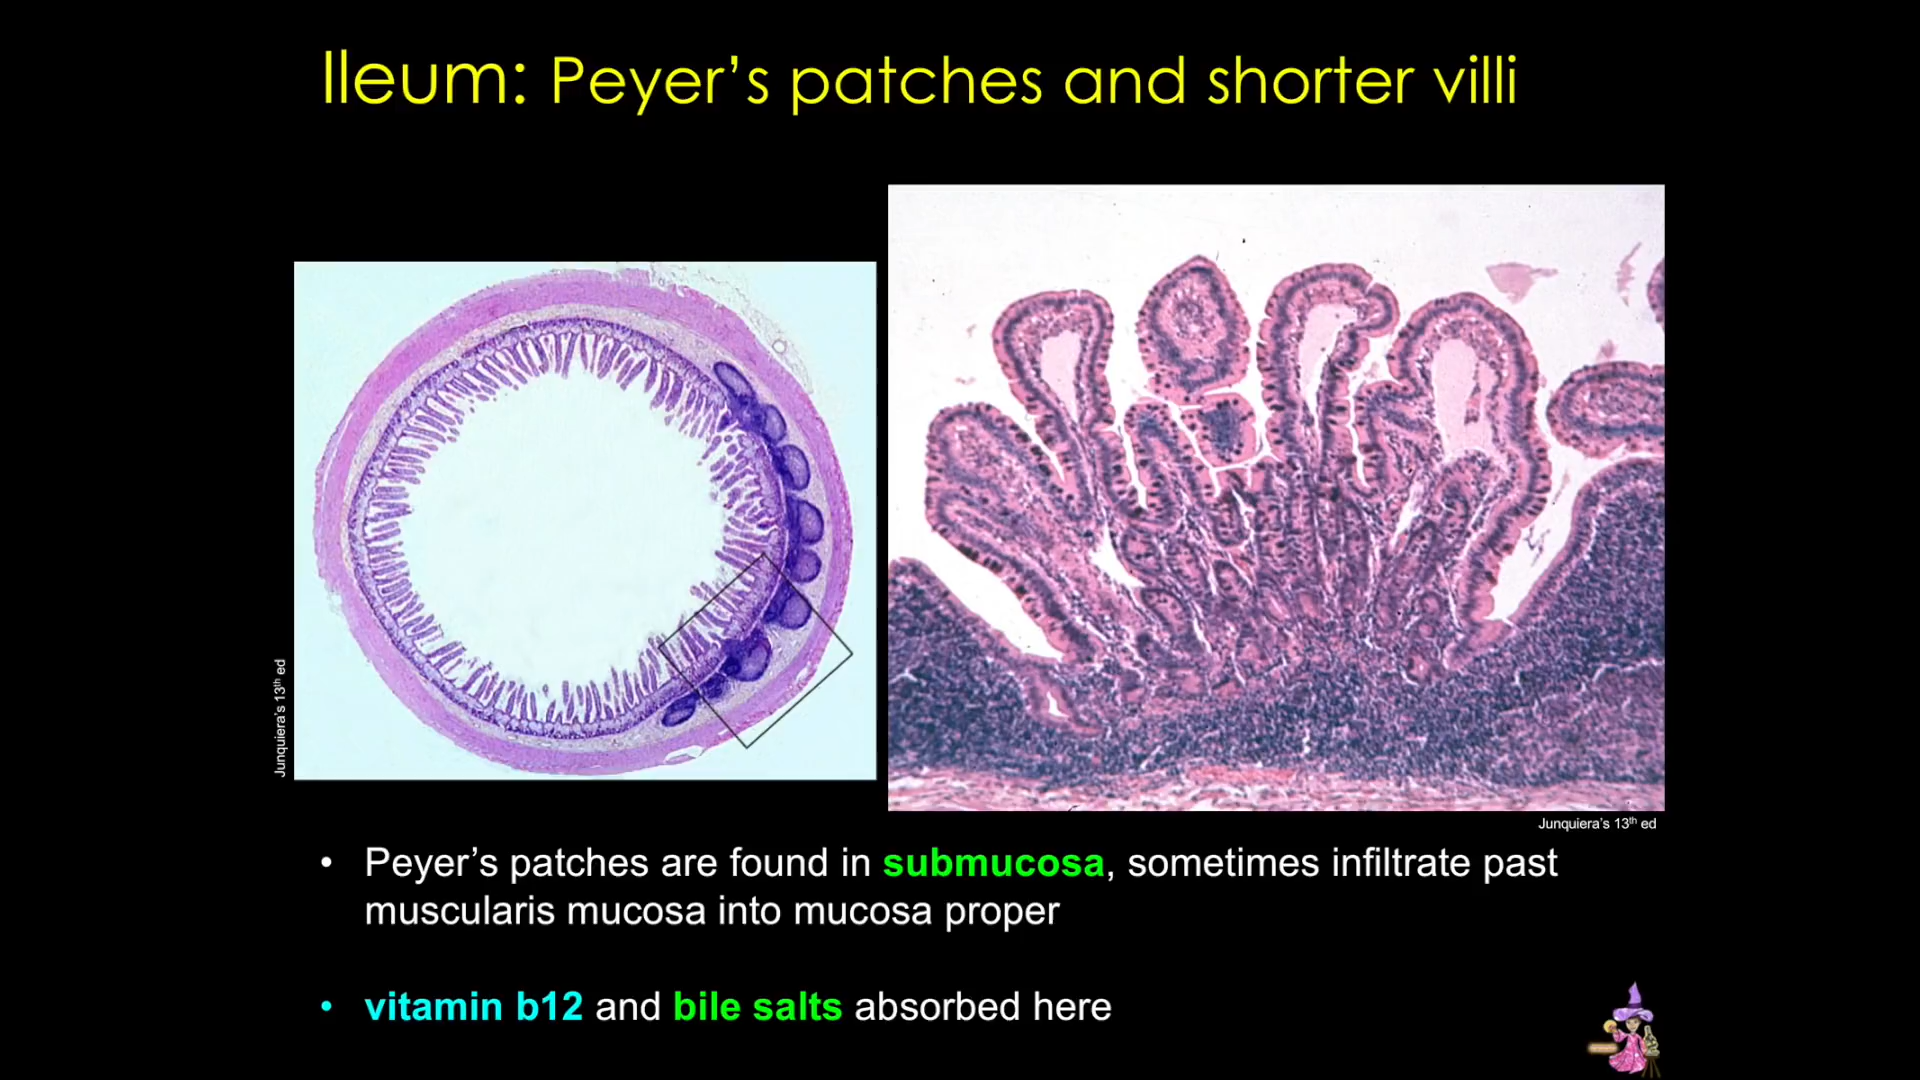 Ileum: Peyer’s patches and shorter villi
Junquiera’s 13th ed
Junquiera’s 13th ed
• Peyer’s patches are found in submucosa, sometimes infiltrate past
muscularis mucosa into mucosa proper
• vitamin b12 and bile salts absorbed here